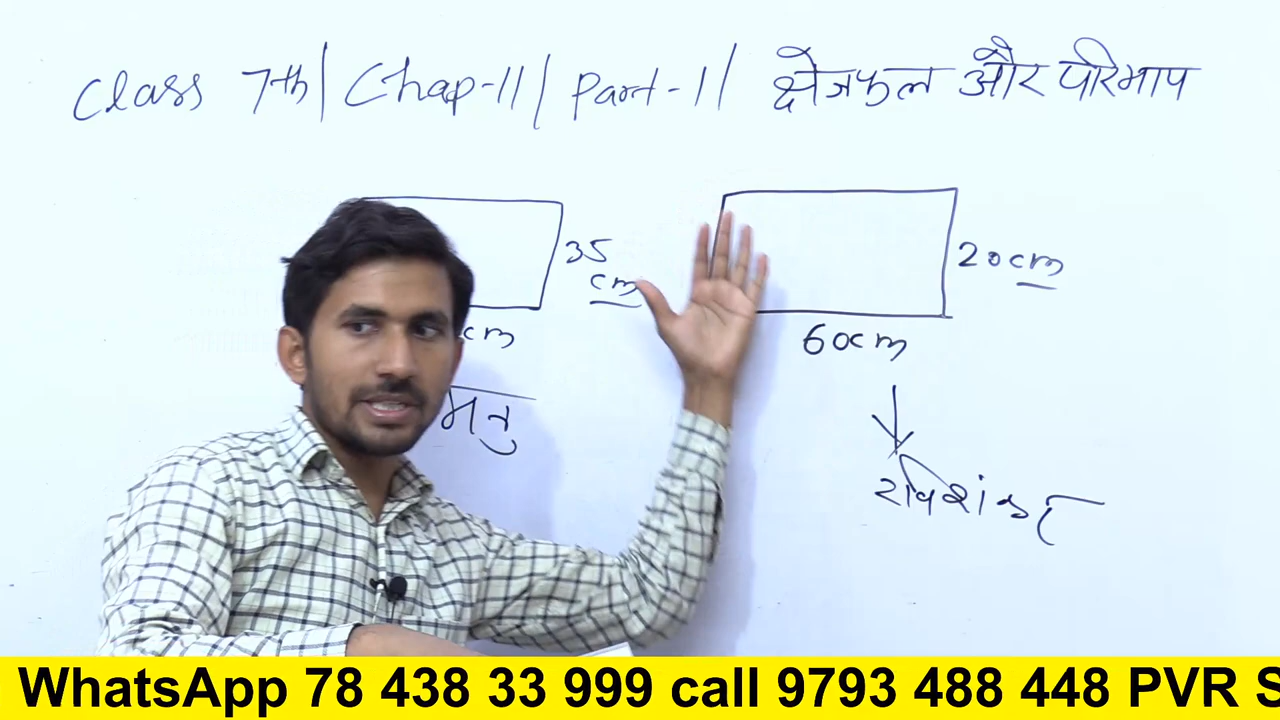 Class 7th | Chap-11 | Part-1 | क्षेत्रफल और परिमाप
35
cm
20cm
cm
60cm
रविशंकर
WhatsApp 78 438 33 999 call 9793 488 448 PVR S